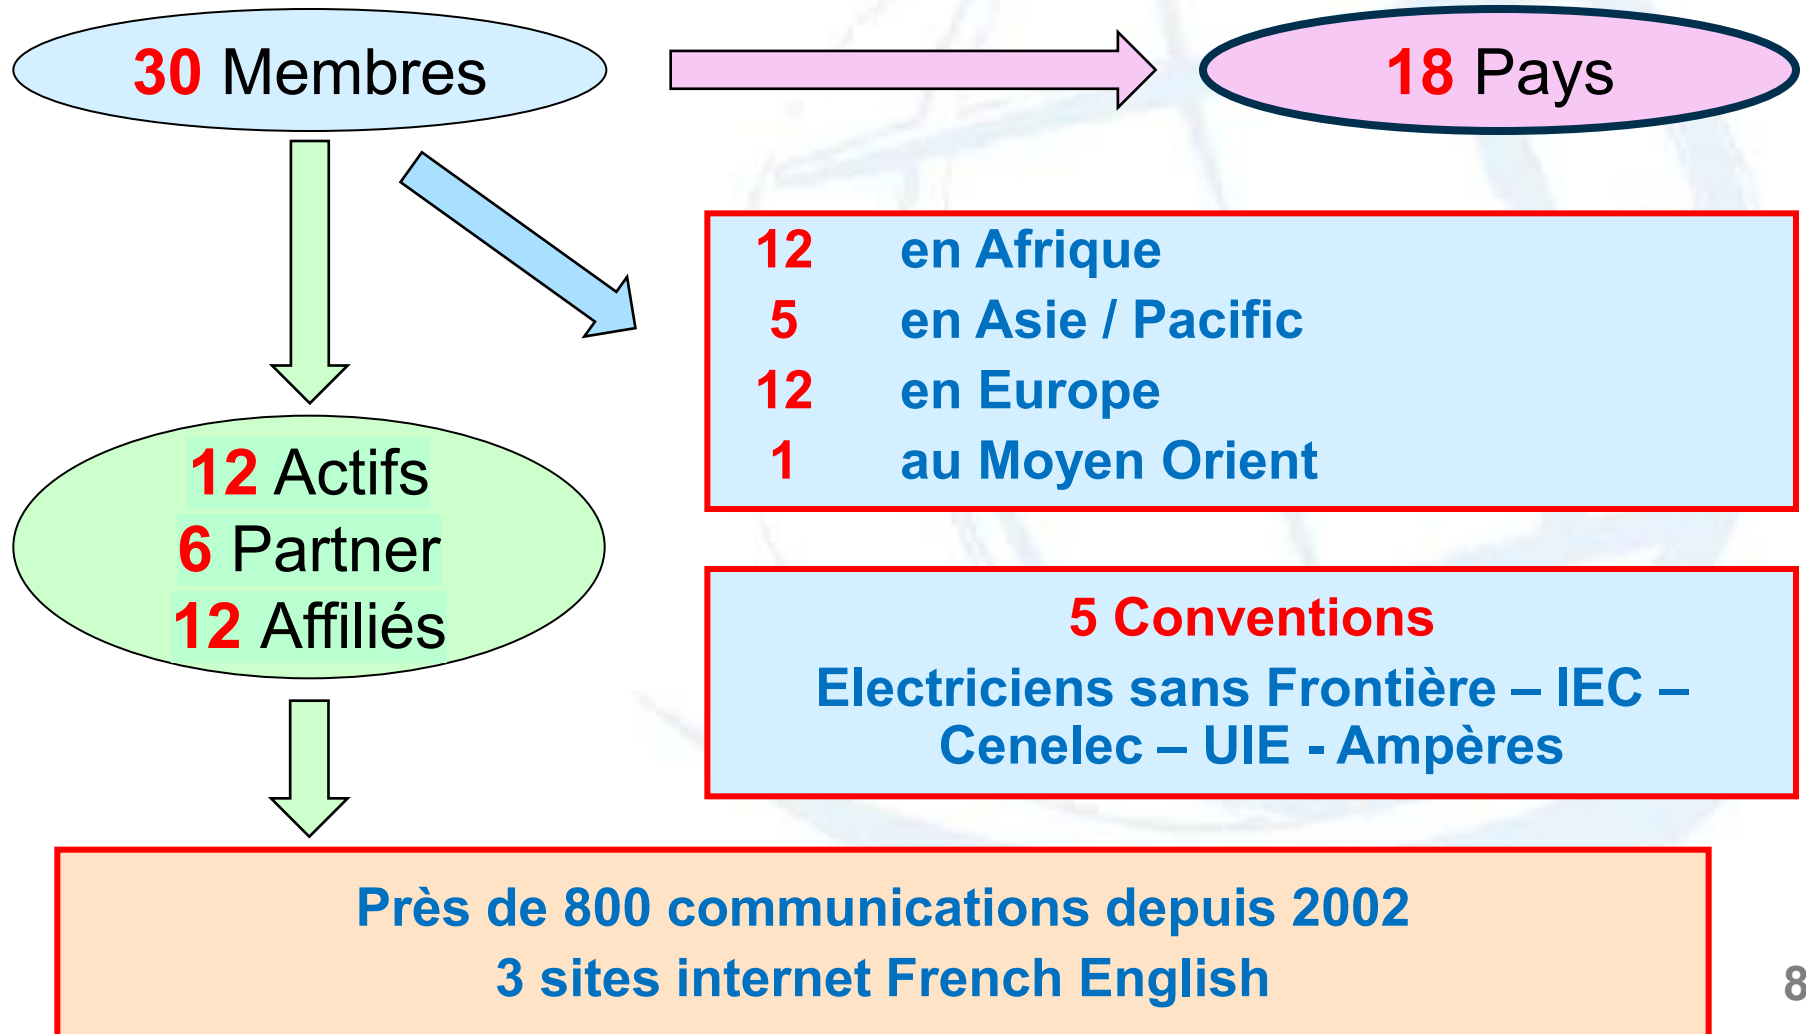 30 Membres
18 Pays
12 en Afrique
5 en Asie / Pacific
12 en Europe
1 au Moyen Orient
12 Actifs
6 Partner
12 Affiliés
5 Conventions
Electriciens sans Frontière – IEC –
Cenelec – UIE - Ampères
Près de 800 communications depuis 2002
3 sites internet French English
8